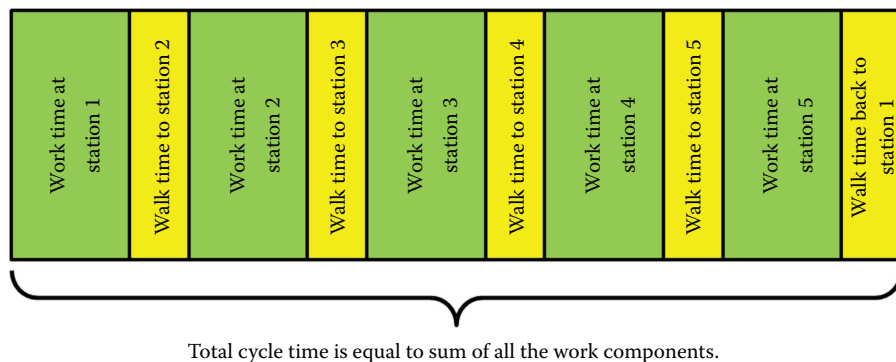 Work time at
station 1
Walk time to station 2
Work time at
station 2
Walk time to station 3
Work time at
station 3
Walk time to station 4
Work time at
station 4
Walk time to station 5
Work time at
station 5
Walk time back to
station 1
Total cycle time is equal to sum of all the work components.